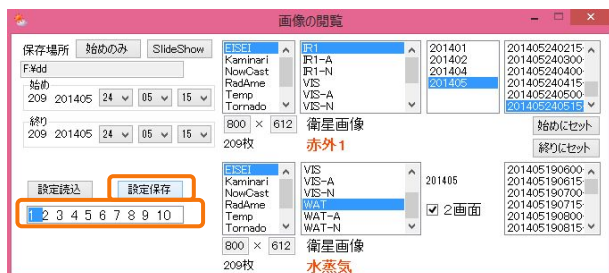 画像の閲覧
保存場所 始めのみ SlideShow
F:¥dd
始め
209 201405 24 05 15
終り
209 201405 24 05 15
設定読込 設定保存
1 2 3 4 5 6 7 8 9 10
EISEI
Kaminari
NowCast
RadAme
Temp
Tornado
IR1
IR1-A
IR1-N
VIS
VIS-A
VIS-N
201401
201402
201404
201405
201405240215
201405240300
201405240400
201405240415
201405240500
201405240515
800 × 612 衛星画像
209枚 赤外1
始めにセット
終りにセット
EISEI
Kaminari
NowCast
RadAme
Temp
Tornado
VIS
VIS-A
VIS-N
WAT
WAT-A
WAT-N
201405
2画面
201405190600
201405190615
201405190700
201405190715
201405190800
201405190815
800 × 612 衛星画像
209枚 水蒸気